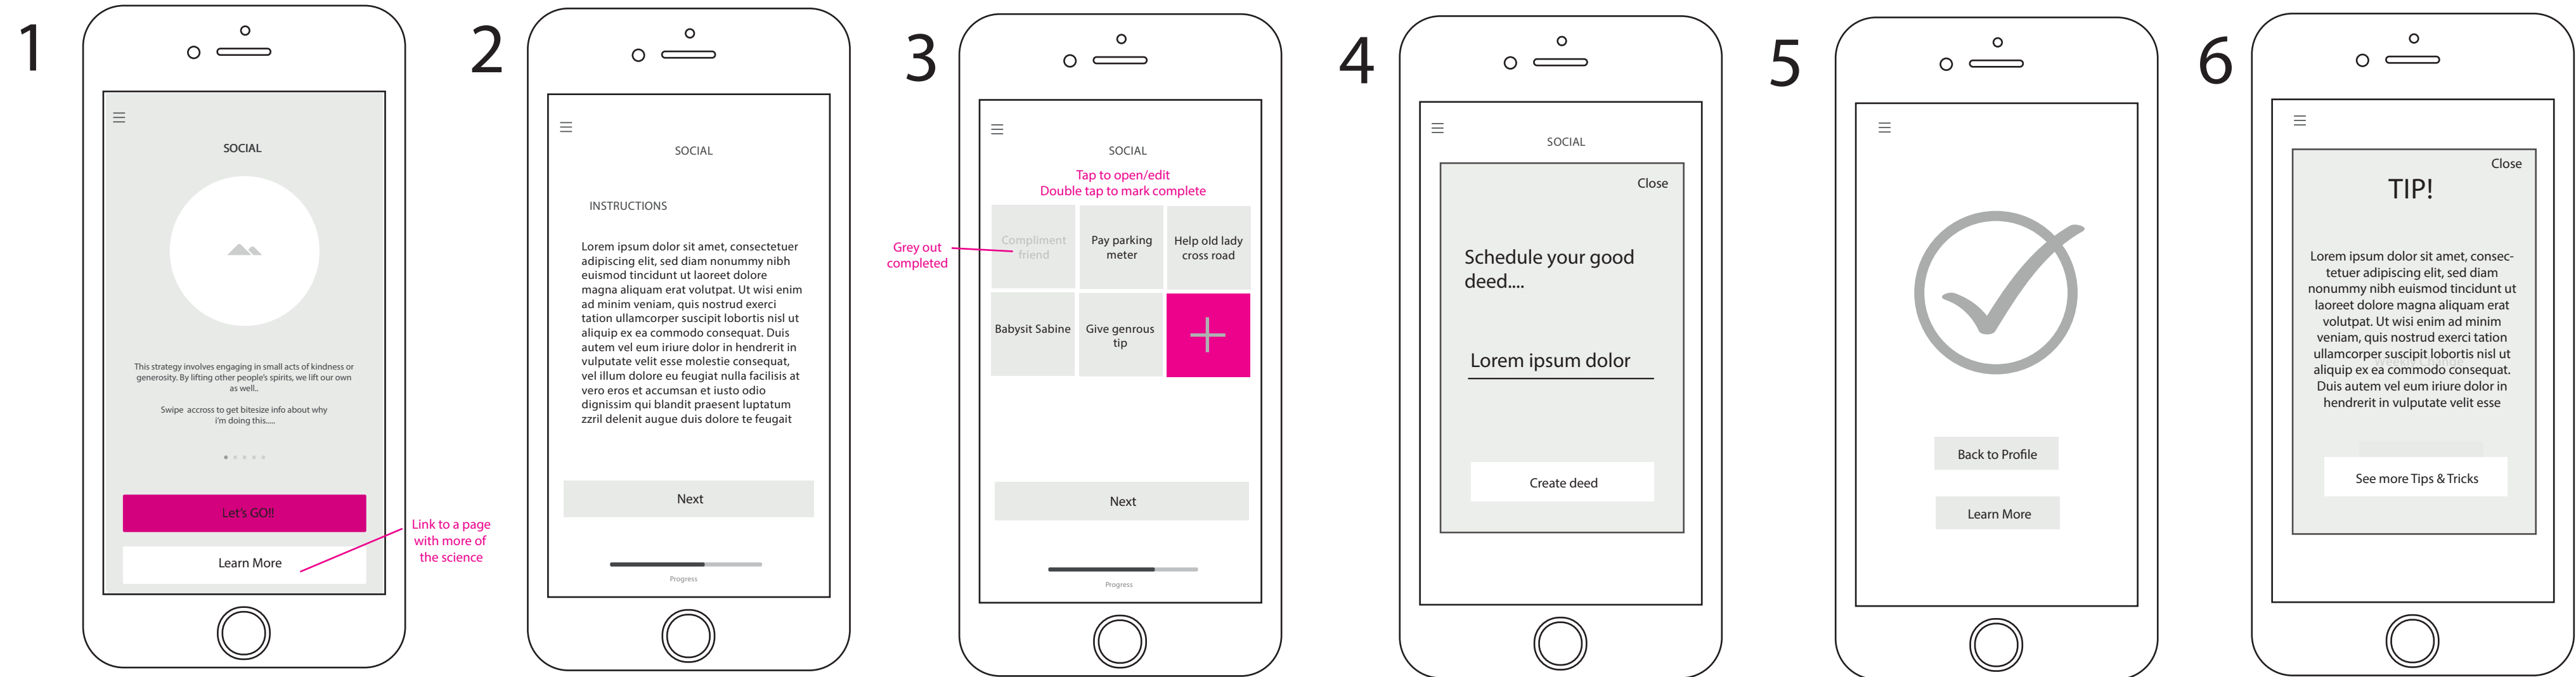 1
SOCIAL
This strategy involves engaging in small acts of kindness or
generosity. By lifting other people's spirits, we lift our own
as well..
Swipe accross to get bitesize info about why
i'm doing this.....
Let's GO!!
Learn More
Link to a page
with more of
the science
2
SOCIAL
INSTRUCTIONS
Lorem ipsum dolor sit amet, consectetuer
adipiscing elit, sed diam nonummy nibh
euismod tincidunt ut laoreet dolore
magna aliquam erat volutpat. Ut wisi enim
ad minim veniam, quis nostrud exerci
tation ullamcorper suscipit lobortis nisl ut
aliquip ex ea commodo consequat. Duis
autem vel eum iriure dolor in hendrerit in
vulputate velit esse molestie consequat,
vel illum dolore eu feugiat nulla facilisis at
vero eros et accumsan et iusto odio
dignissim qui blandit praesent luptatum
zzril delenit augue duis dolore te feugait
Next
Progress
3
SOCIAL
Tap to open/edit
Double tap to mark complete
Grey out
completed
Compliment
friend
Pay parking
meter
Help old lady
cross road
Babysit Sabine
Give genrous
tip
Next
Progress
4
SOCIAL
Close
Schedule your good
deed....
Lorem ipsum dolor
Create deed
5
Back to Profile
Learn More
6
Close
TIP!
Lorem ipsum dolor sit amet, consec-
tetuer adipiscing elit, sed diam
nonummy nibh euismod tincidunt ut
laoreet dolore magna aliquam erat
volutpat. Ut wisi enim ad minim
veniam, quis nostrud exerci tation
ullamcorper suscipit lobortis nisl ut
aliquip ex ea commodo consequat.
Duis autem vel eum iriure dolor in
hendrerit in vulputate velit esse
See more Tips & Tricks